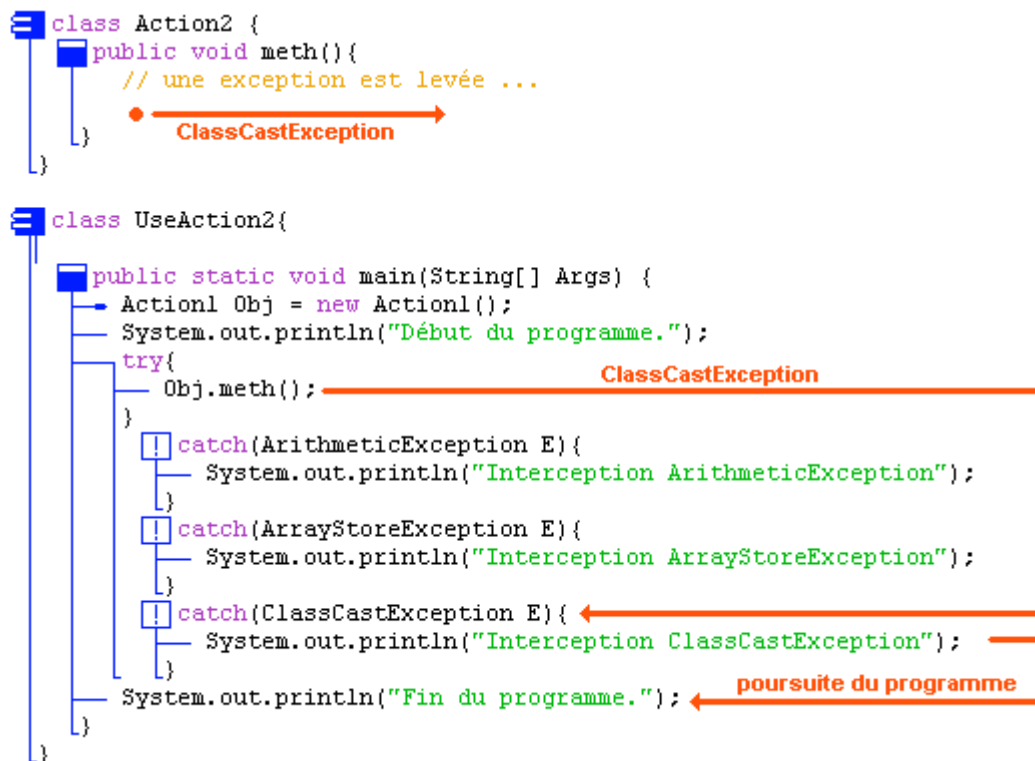 class Action2 {
public void meth(){
// une exception est levée ...
ClassCastException
}
}
class UseAction2{
public static void main(String[] Args) {
Action1 Obj = new Action1();
System.out.println("Début du programme.");
try{
Obj.meth();
ClassCastException
}
catch(ArithmeticException E){
System.out.println("Interception ArithmeticException");
}
catch(ArrayStoreException E){
System.out.println("Interception ArrayStoreException");
}
catch(ClassCastException E){
System.out.println("Interception ClassCastException");
}
System.out.println("Fin du programme.");
poursuite du programme
}
}